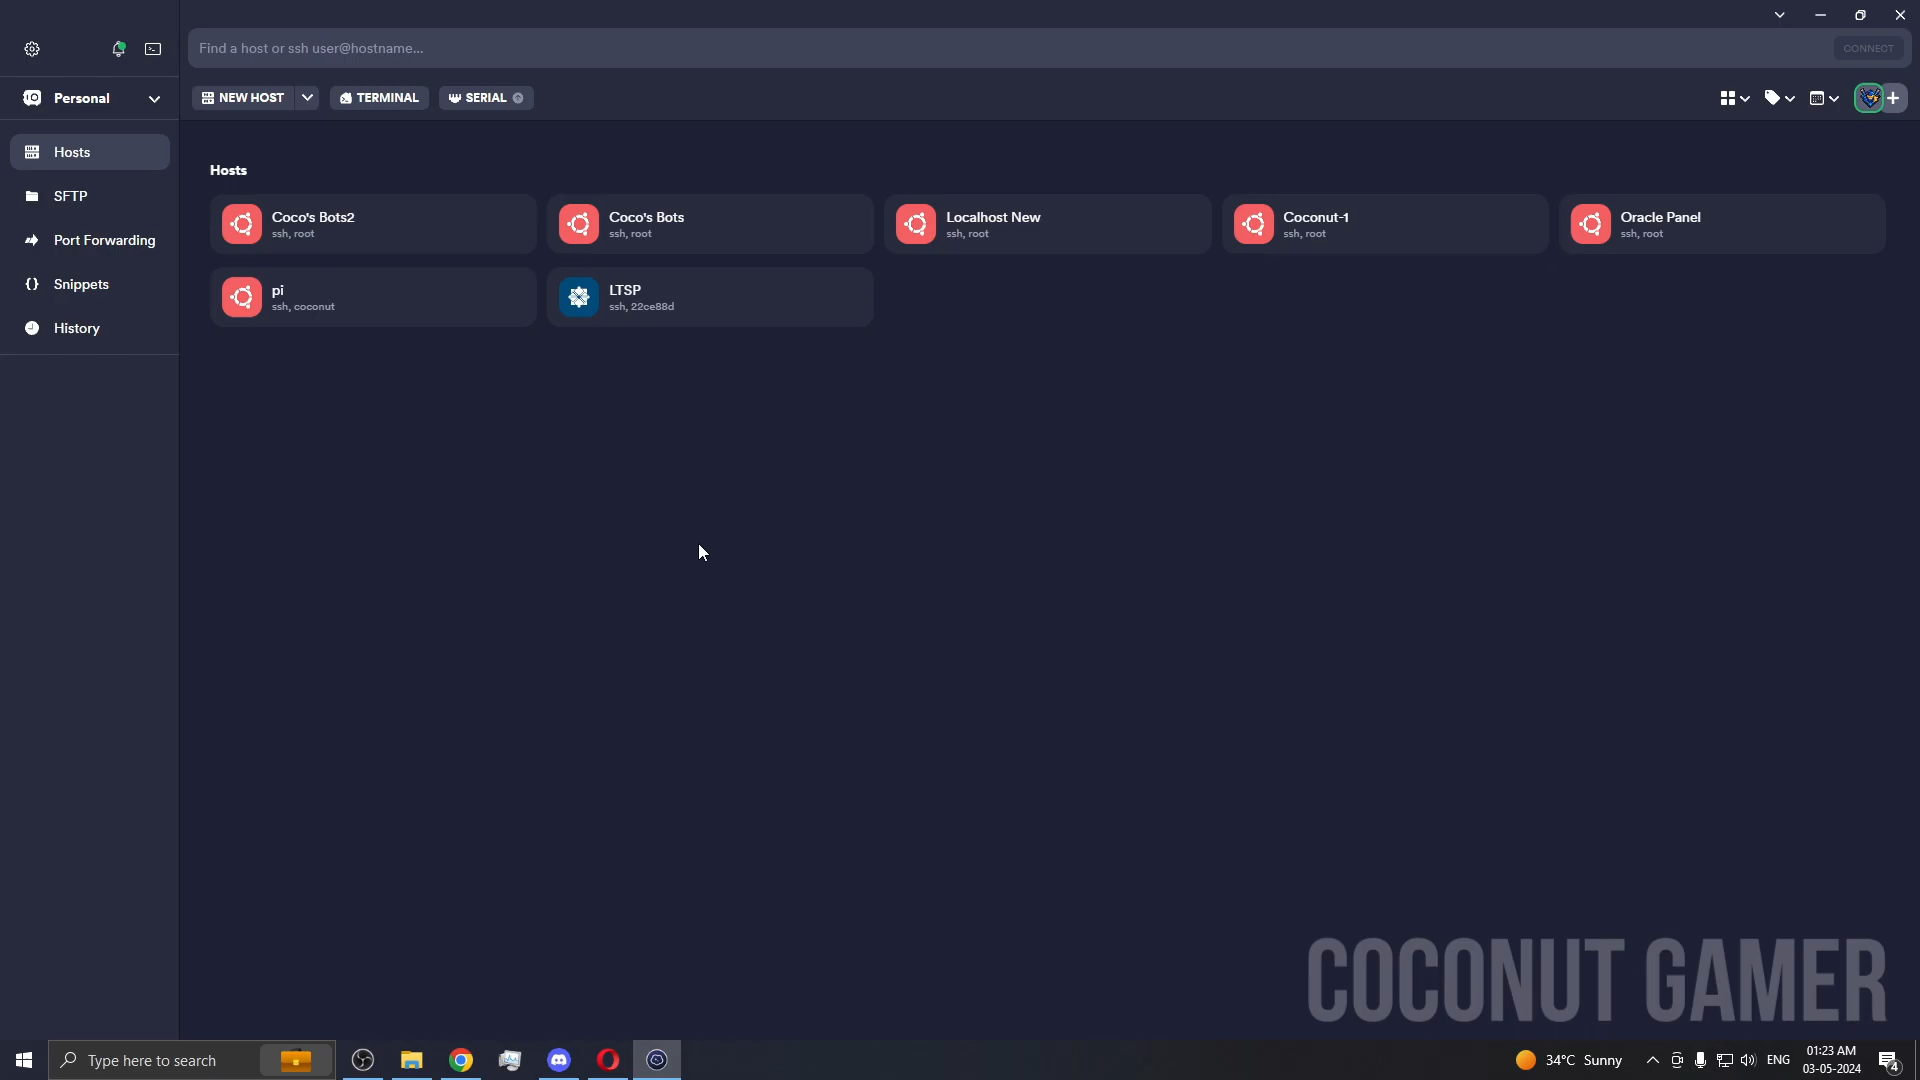 Find a host or ssh user@hostname...
CONNECT
Personal
NEW HOST
TERMINAL
SERIAL
Hosts
SFTP
Port Forwarding
Snippets
History
Hosts
Coco's Bots2
ssh, root
Coco's Bots
ssh, root
Localhost New
ssh, root
Coconut-1
ssh, root
Oracle Panel
ssh, root
pi
ssh, coconut
LTSP
ssh, 22ce88d
COCONUT GAMER
Type here to search
34°C Sunny
ENG
01:23 AM
03-05-2024
4